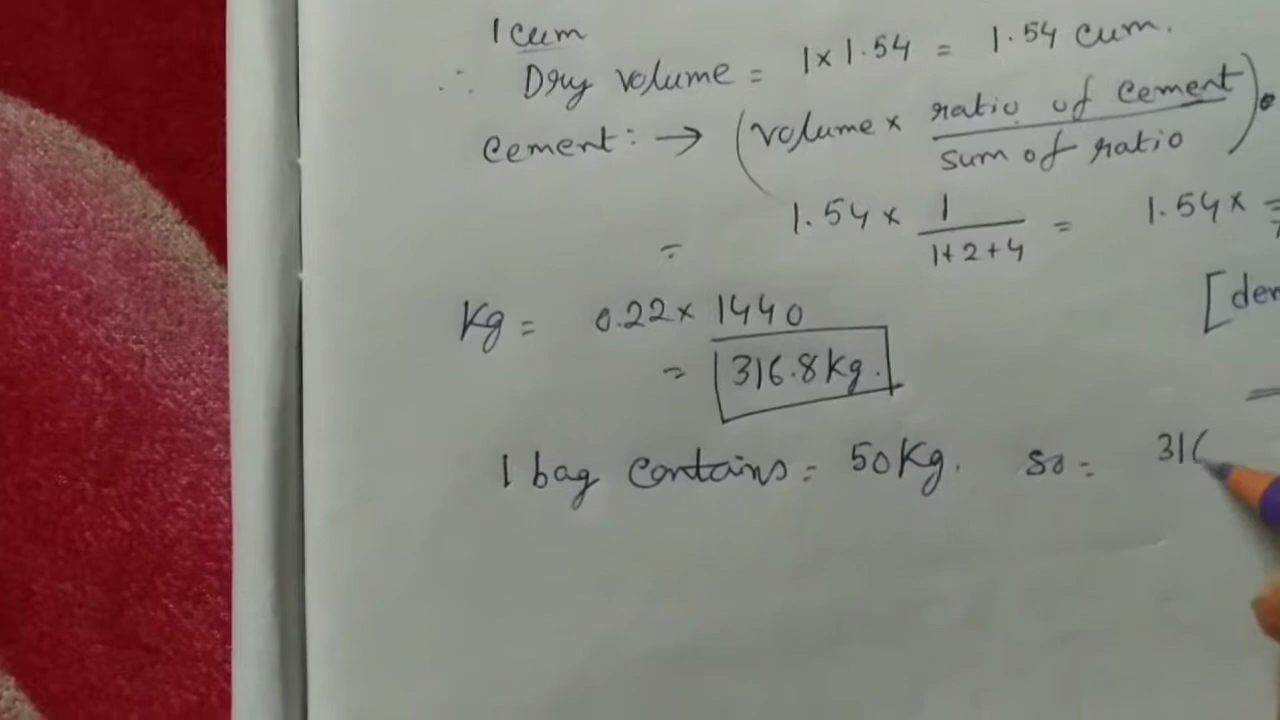 1 cum
∴ Dry volume = 1 x 1.54 = 1.54 cum.
cement: → (volume x ratio of cement / sum of ratio).
= 1.54 x 1 / 1+2+4 = 1.54 x
Kg = 0.22 x 1440 [den
= 316.8 kg.
1 bag contains = 50 Kg. so = 316